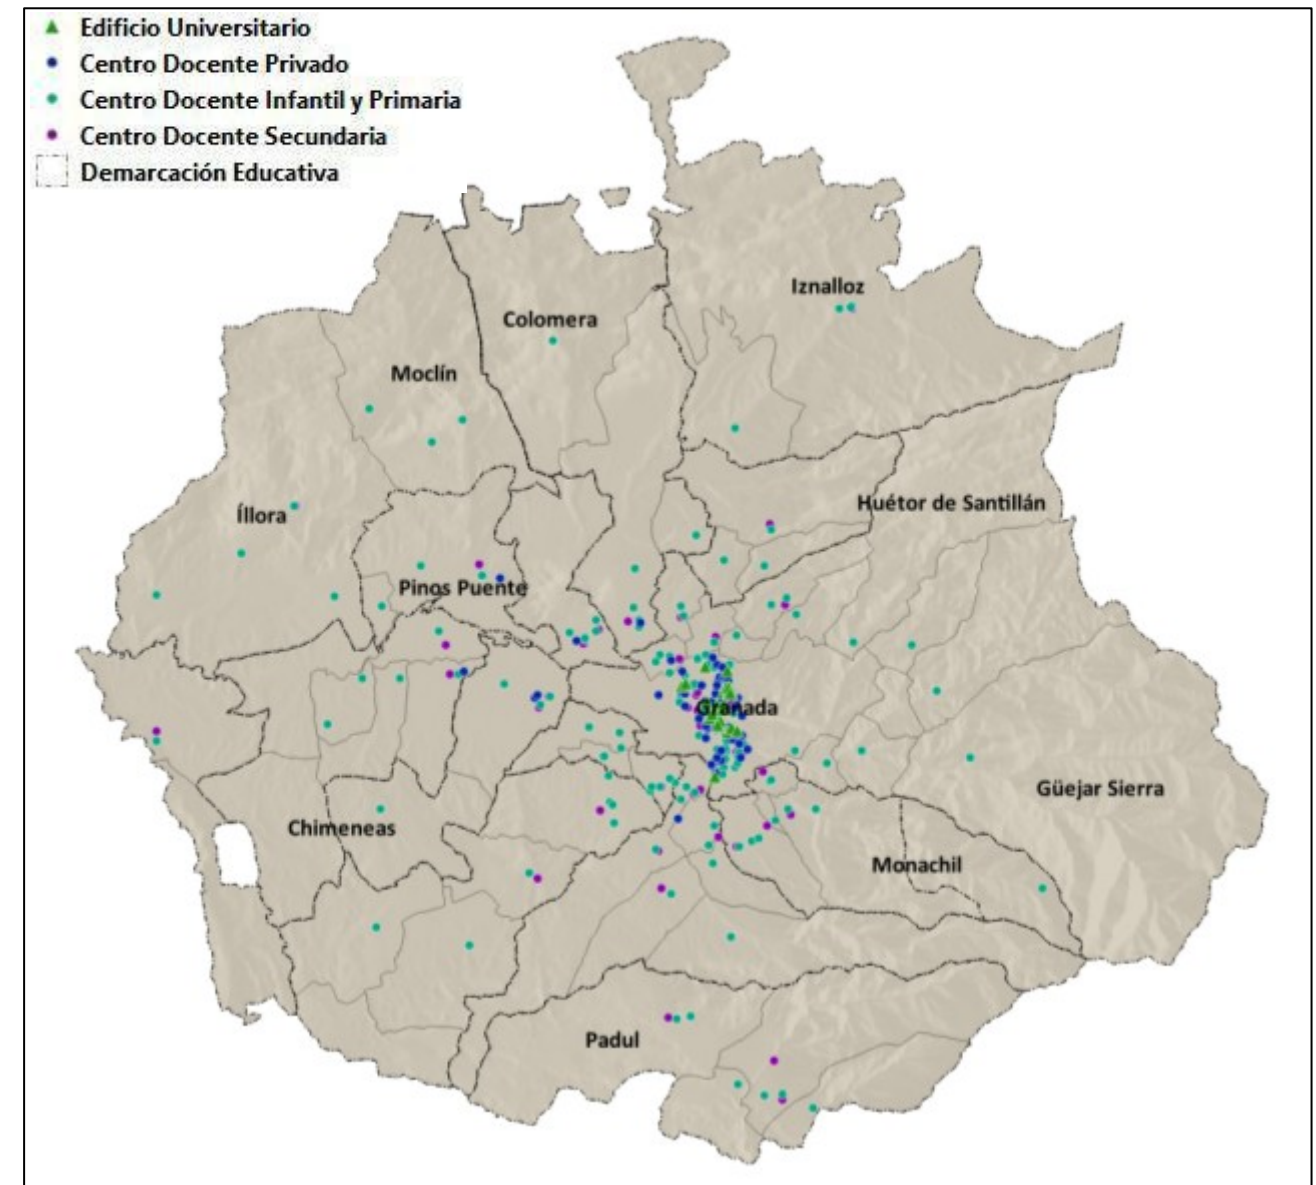 Edificio Universitario
Centro Docente Privado
Centro Docente Infantil y Primaria
Centro Docente Secundaria
Demarcación Educativa
Iznalloz
Colomera
Moclín
Huétor de Santillán
Íllora
Pinos Puente
Granada
Güejar Sierra
Chimeneas
Monachil
Padul